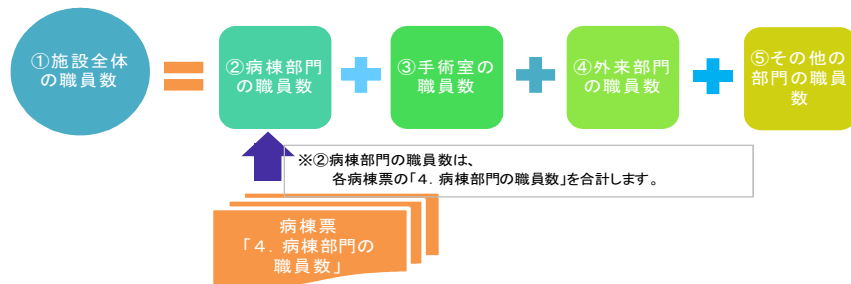 ①施設全体
の職員数
②病棟部門
の職員数
③手術室の
職員数
④外来部門
の職員数
⑤その他の
部門の職員
数
※②病棟部門の職員数は、
各病棟票の「４．病棟部門の職員数」を合計します。
病棟票
「４．病棟部門の
職員数」